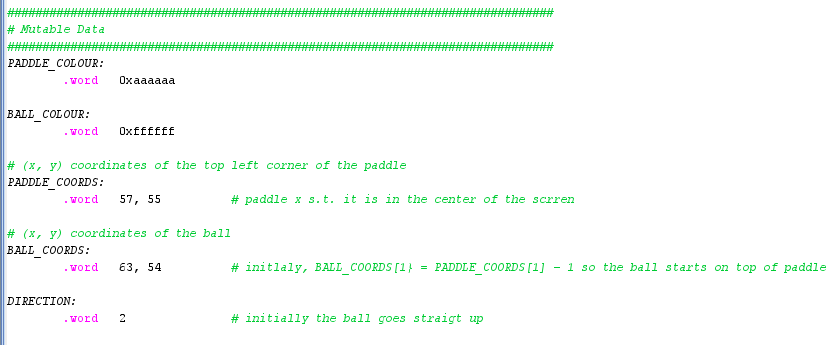 ##############################################################################
# Mutable Data
##############################################################################
PADDLE_COLOUR:
.word 0xaaaaaa
BALL_COLOUR:
.word 0xffffff
# (x, y) coordinates of the top left corner of the paddle
PADDLE_COORDS:
.word 57, 55 # paddle x s.t. it is in the center of the scrren
# (x, y) coordinates of the ball
BALL_COORDS:
.word 63, 54 # initlaly, BALL_COORDS[1} = PADDLE_COORDS[1] - 1 so the ball starts on top of paddle
DIRECTION:
.word 2 # initially the ball goes straigt up